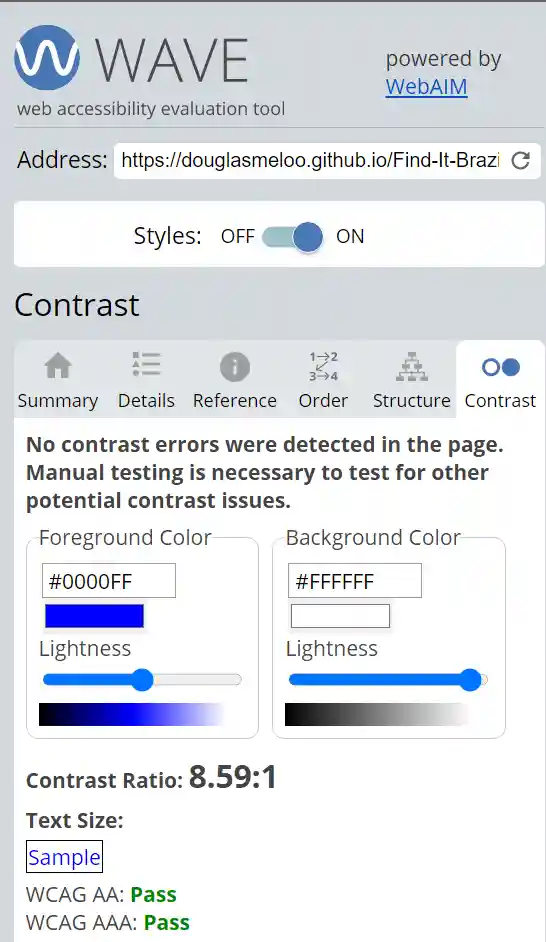 WAVE
powered by
WebAIM
web accessibility evaluation tool
Address: https://douglasmeloo.github.io/Find-It-Brazi
Styles: OFF ON
Contrast
1 2
3 4
Summary Details Reference Order Structure Contrast
No contrast errors were detected in the page.
Manual testing is necessary to test for other
potential contrast issues.
Foreground Color Background Color
#0000FF #FFFFFF
Lightness Lightness
Contrast Ratio: 8.59:1
Text Size:
Sample
WCAG AA: Pass
WCAG AAA: Pass